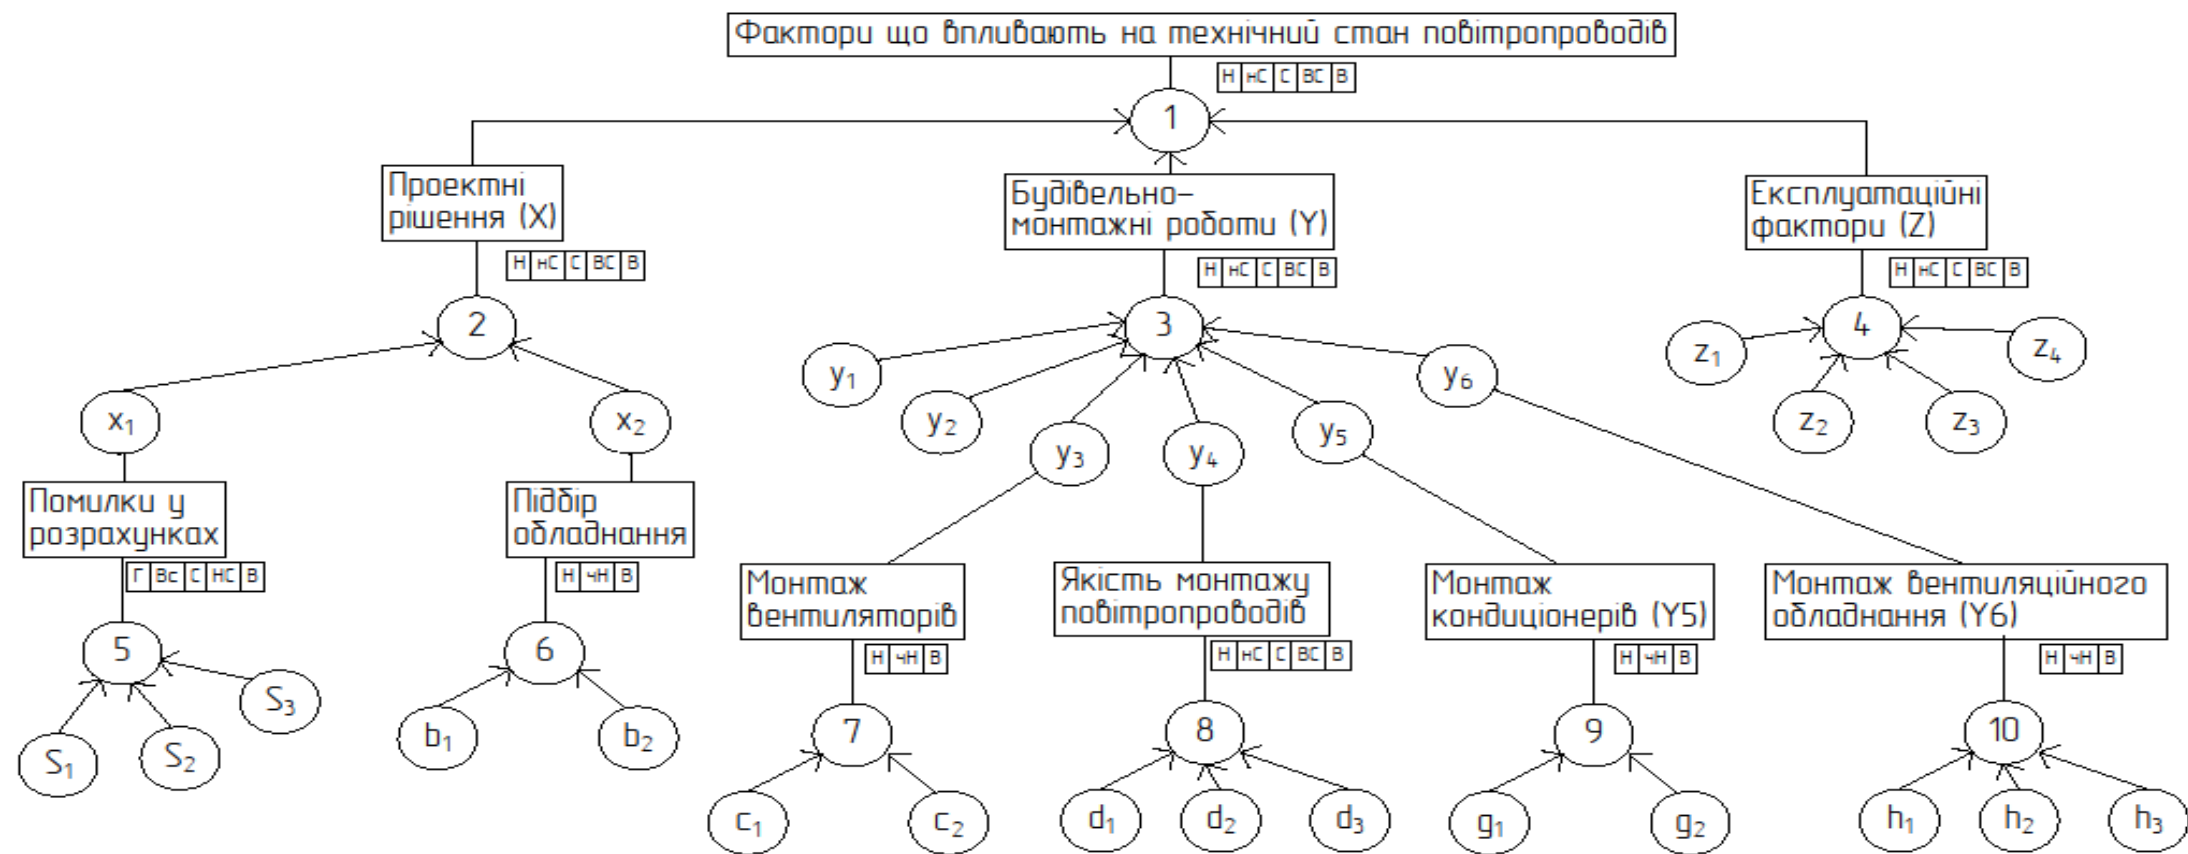 Фактори що впливають на технічний стан повітропроводів
Н нС С ВС В
1
Проектні
рішення (X)
Н нС С ВС В
Будівельно-
монтажні роботи (Y)
Н нС С ВС В
Експлуатаційні
фактори (Z)
Н нС С ВС В
2
3
4
y₁
y₂
y₃
y₄
y₅
y₆
z₁
z₂
z₃
z₄
x₁
x₂
Помилки у
розрахунках
Г Вс С НС В
Підбір
обладнання
Н чН В
Монтаж
вентиляторів
Н чН В
Якість монтажу
повітропроводів
Н нС С ВС В
Монтаж
кондиціонерів (Y5)
Н чН В
Монтаж вентиляційного
обладнання (Y6)
Н чН В
5
6
7
8
9
10
S₁
S₂
S₃
b₁
b₂
c₁
c₂
d₁
d₂
d₃
g₁
g₂
h₁
h₂
h₃